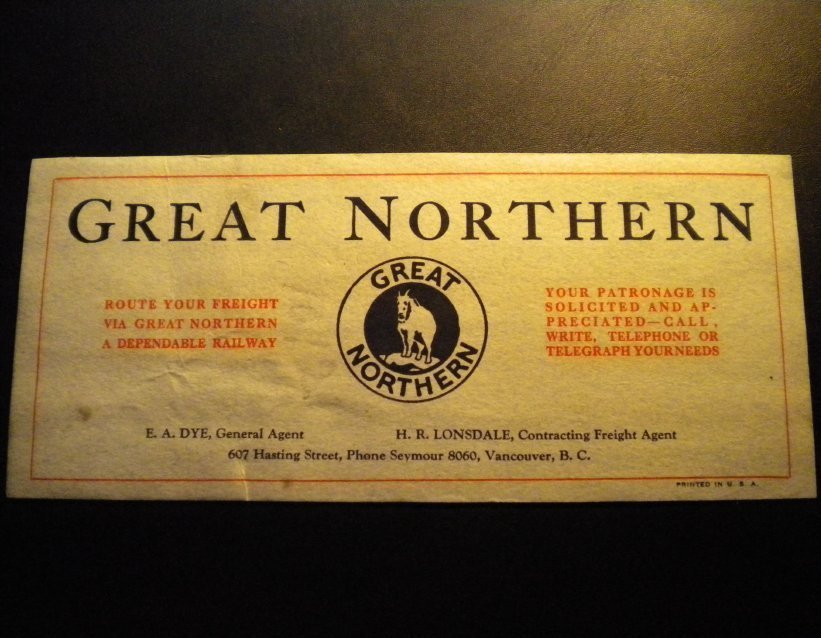 GREAT NORTHERN
ROUTE YOUR FREIGHT
VIA GREAT NORTHERN
A DEPENDABLE RAILWAY
GREAT
NORTHERN
YOUR PATRONAGE IS
SOLICITED AND AP-
PRECIATED—CALL,
WRITE, TELEPHONE OR
TELEGRAPH YOUR NEEDS
E. A. DYE, General Agent
H. R. LONSDALE, Contracting Freight Agent
607 Hasting Street, Phone Seymour 8060, Vancouver, B. C.
PRINTED IN U. S. A.